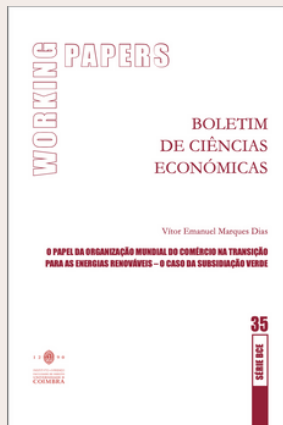 WORKING PAPERS
BOLETIM
DE CIÊNCIAS
ECONÓMICAS
Vítor Emanuel Marques Dias
O PAPEL DA ORGANIZAÇÃO MUNDIAL DO COMÉRCIO NA TRANSIÇÃO
PARA AS ENERGIAS RENOVÁVEIS – O CASO DA SUBSIDIAÇÃO VERDE
35
SÉRIE BCE
COIMBRA